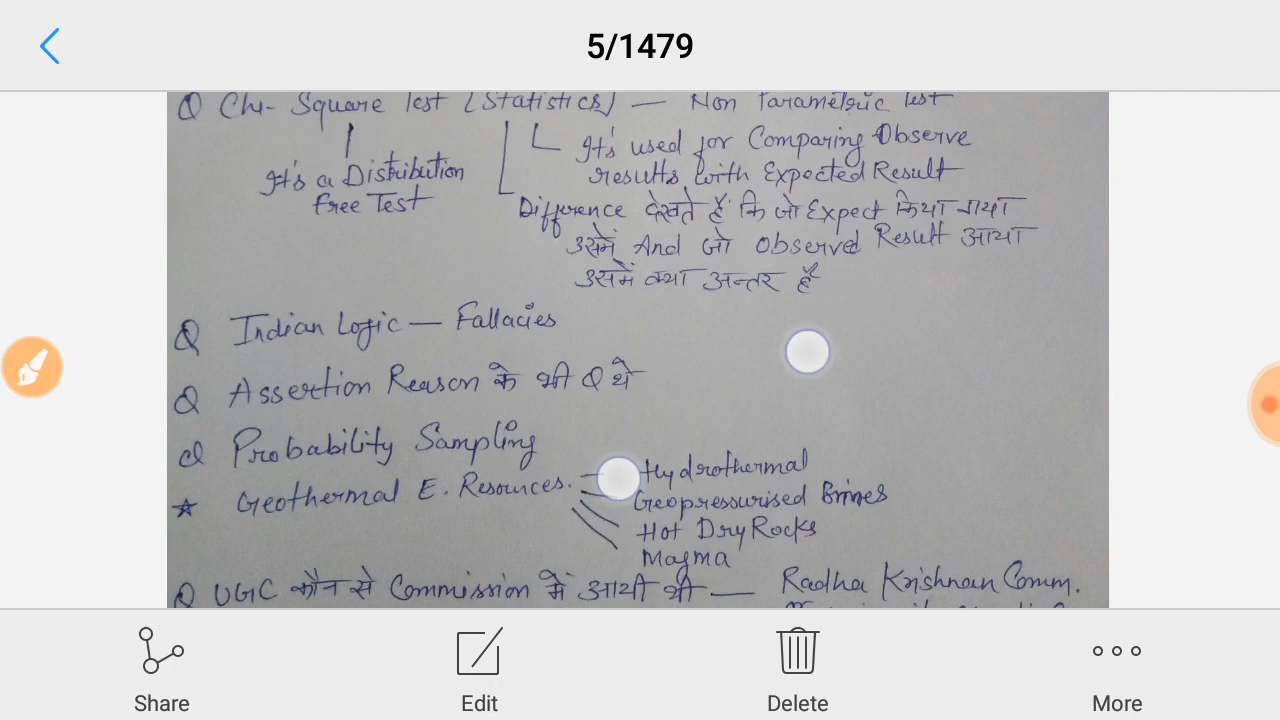 5/1479
Q Chi- Square Test (Statistics) — Non Parametric Test
It's used for Comparing Observe
results with Expected Result
It's a Distribution
free Test
Difference देखते हैं कि जो Expect किया गया
उसमें And जो Observed Result आया
उसमें क्या अन्तर है
Q Indian Logic — Fallacies
Q Assertion Reason के भी Q थे
Q Probability Sampling
Geothermal E. Resources. — Hydrothermal
Geopressurised Brines
Hot Dry Rocks
Magma
Q UGC कौन से Commission में आयी थी — Radha Krishnan Comm.
Share
Edit
Delete
More